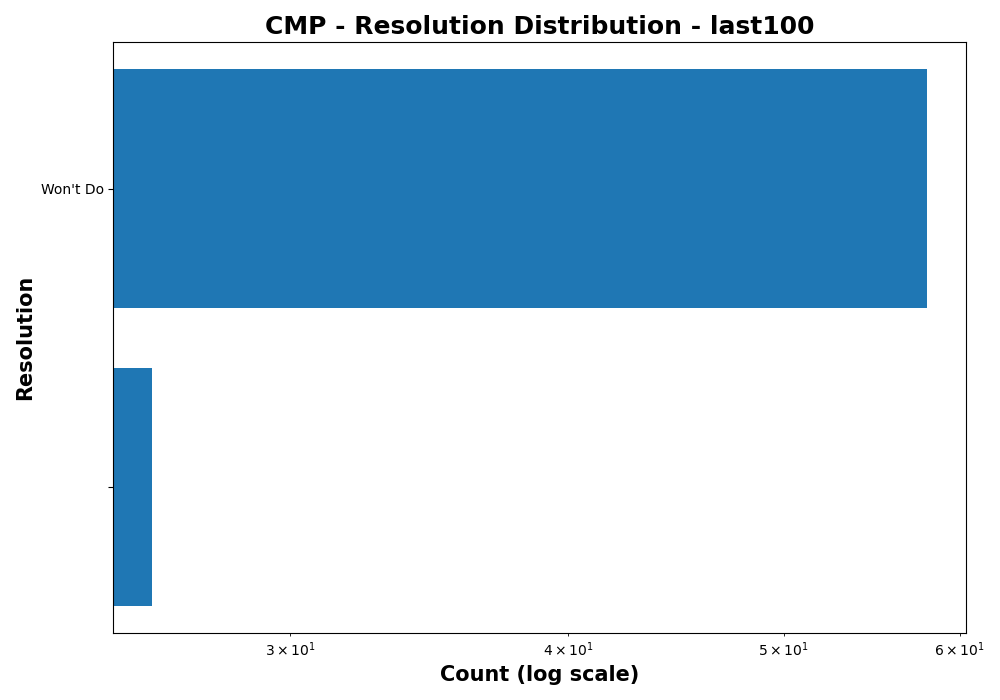 CMP - Resolution Distribution - last100
Resolution
Won't Do
3 × 10¹
4 × 10¹
5 × 10¹
6 × 10¹
Count (log scale)